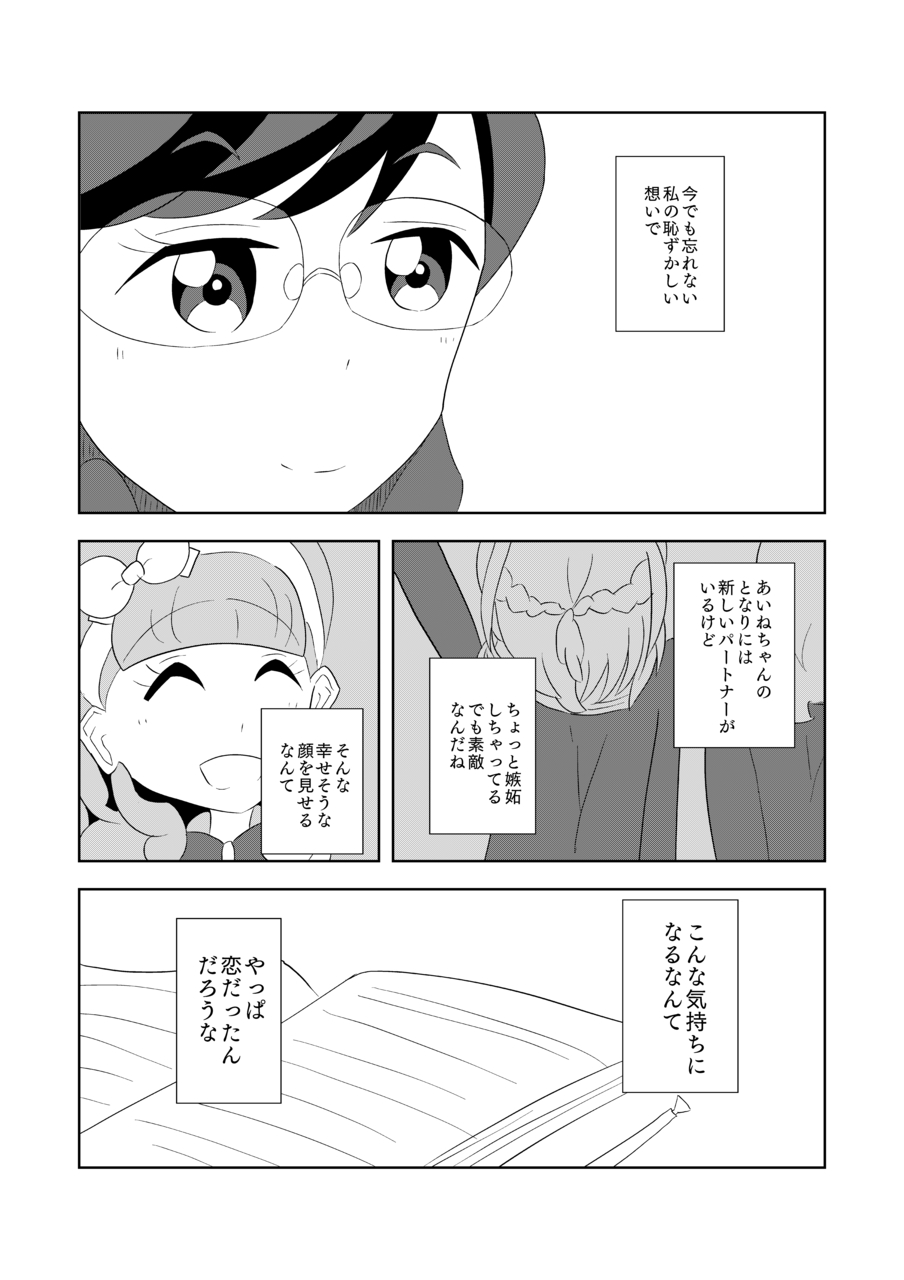 今でも忘れない
私の恥ずかしい
想いで
あいねちゃんの
となりには
新しいパートナーが
いるけど
ちょっと嫉妬
しちゃってる
でも素敵
なんだね
そんな
幸せそうな
顔を見せる
なんて
こんな気持ちに
なるなんて
やっぱ
恋だったん
だろうな